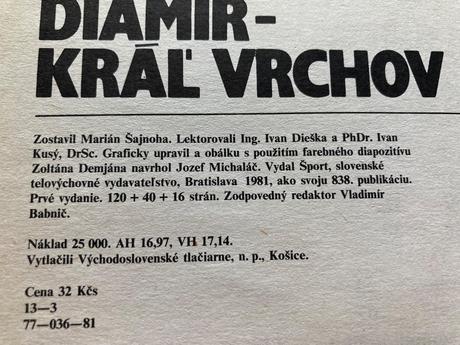 DIAMIR–
KRÁĽ VRCHOV
Zostavil Marián Šajnoha. Lektorovali Ing. Ivan Dieška a PhDr. Ivan
Kusý, DrSc. Graficky upravil a obálku s použitím farebného diapozitívu
Zoltána Demjána navrhol Jozef Michaláč. Vydal Šport, slovenské
telovýchovné vydavateľstvo, Bratislava 1981, ako svoju 838. publikáciu.
Prvé vydanie. 120 + 40 + 16 strán. Zodpovedný redaktor Vladimír
Babnič.
Náklad 25 000. AH 16,97, VH 17,14.
Vytlačili Východoslovenské tlačiarne, n. p., Košice.
Cena 32 Kčs
13—3
77—036—81